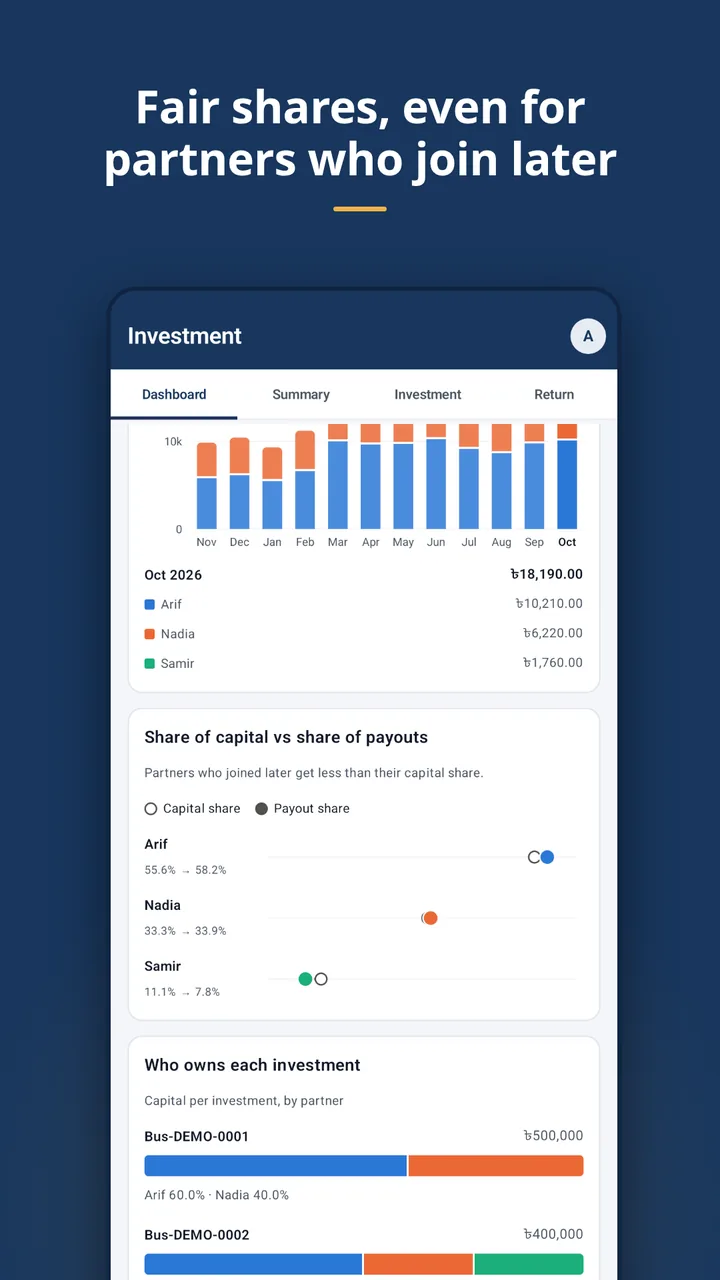 Fair shares, even for
partners who join later
Investment
A
Dashboard Summary Investment Return
10k
0
Nov Dec Jan Feb Mar Apr May Jun Jul Aug Sep Oct
Oct 2026 ৳18,190.00
Arif ৳10,210.00
Nadia ৳6,220.00
Samir ৳1,760.00
Share of capital vs share of payouts
Partners who joined later get less than their capital share.
Capital share Payout share
Arif
55.6% → 58.2%
Nadia
33.3% → 33.9%
Samir
11.1% → 7.8%
Who owns each investment
Capital per investment, by partner
Bus-DEMO-0001 ৳500,000
Arif 60.0% · Nadia 40.0%
Bus-DEMO-0002 ৳400,000